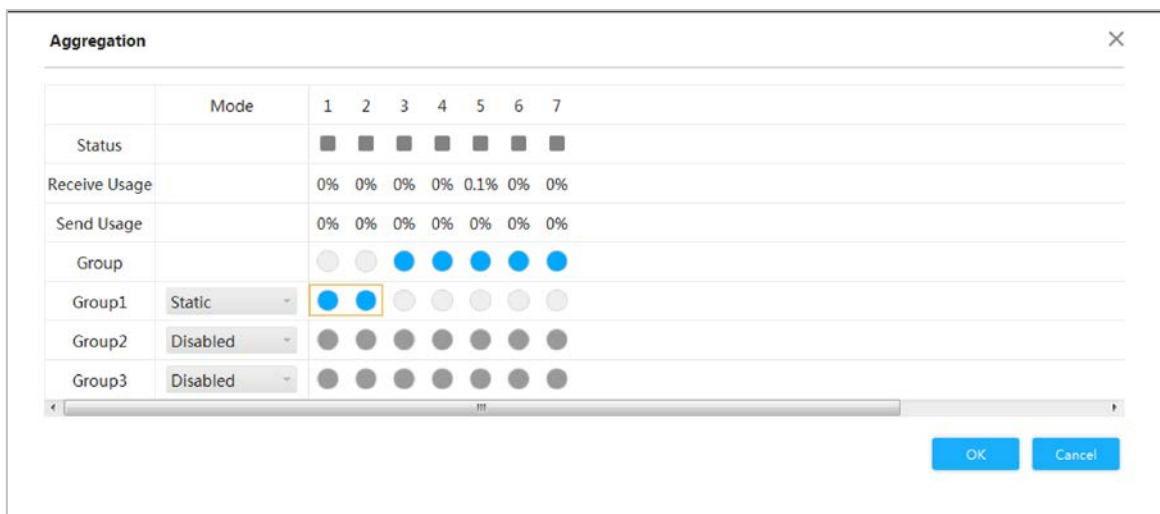 Aggregation
Mode 1 2 3 4 5 6 7
Status
Receive Usage 0% 0% 0% 0% 0.1% 0% 0%
Send Usage 0% 0% 0% 0% 0% 0% 0%
Group
Group1 Static
Group2 Disabled
Group3 Disabled
OK Cancel